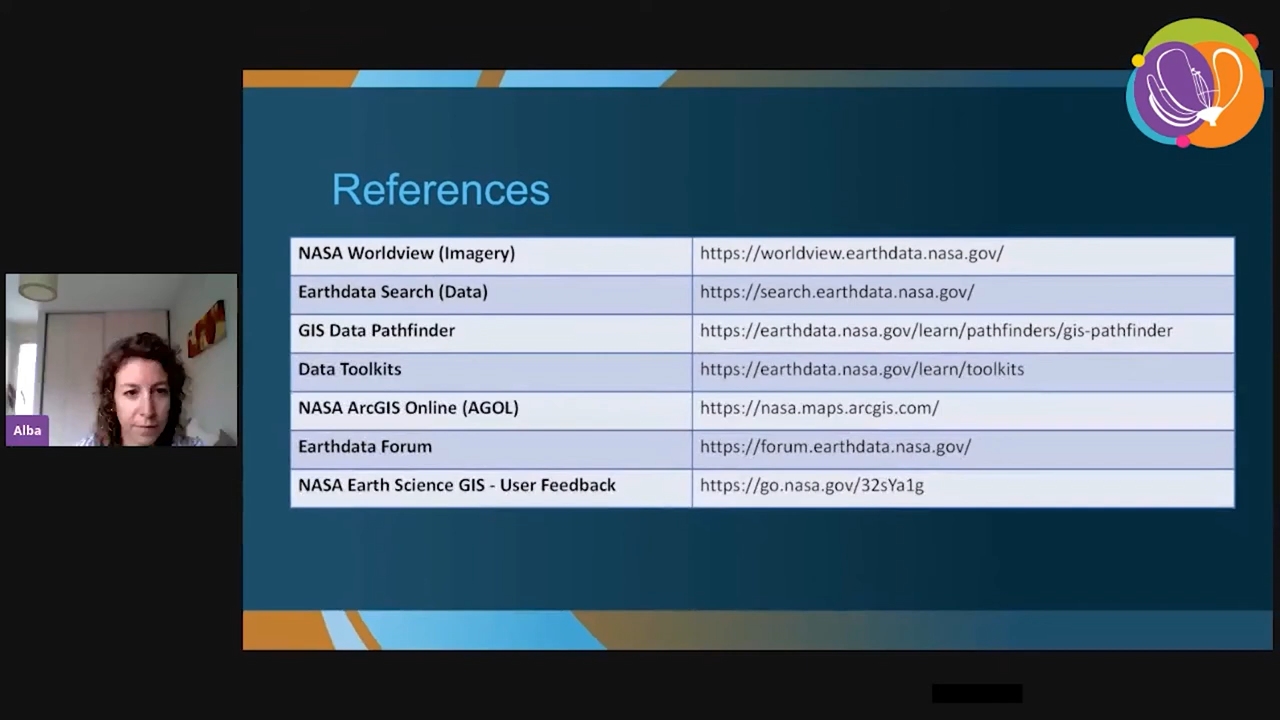 References
NASA Worldview (Imagery) https://worldview.earthdata.nasa.gov/
Earthdata Search (Data) https://search.earthdata.nasa.gov/
GIS Data Pathfinder https://earthdata.nasa.gov/learn/pathfinders/gis-pathfinder
Data Toolkits https://earthdata.nasa.gov/learn/toolkits
NASA ArcGIS Online (AGOL) https://nasa.maps.arcgis.com/
Earthdata Forum https://forum.earthdata.nasa.gov/
NASA Earth Science GIS - User Feedback https://go.nasa.gov/32sYa1g
Alba